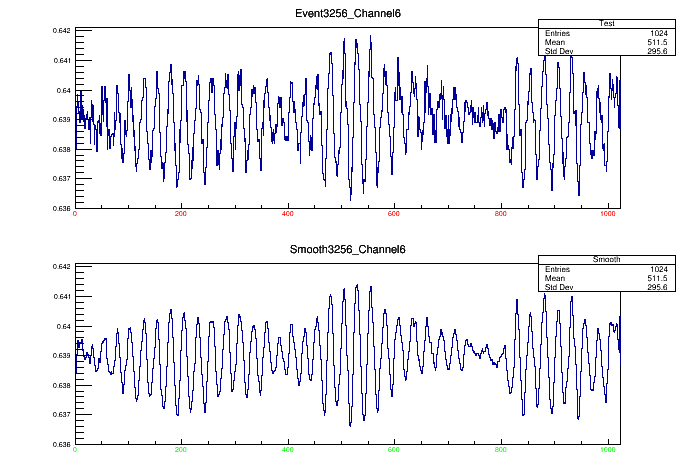 Event3256_Channel6
Test
Entries 1024
Mean 511.5
Std Dev 295.6
0.642
0.641
0.64
0.639
0.638
0.637
0.636
0 200 400 600 800 1000
Smooth3256_Channel6
Smooth
Entries 1024
Mean 511.5
Std Dev 295.6
0.642
0.641
0.64
0.639
0.638
0.637
0.636
0 200 400 600 800 1000